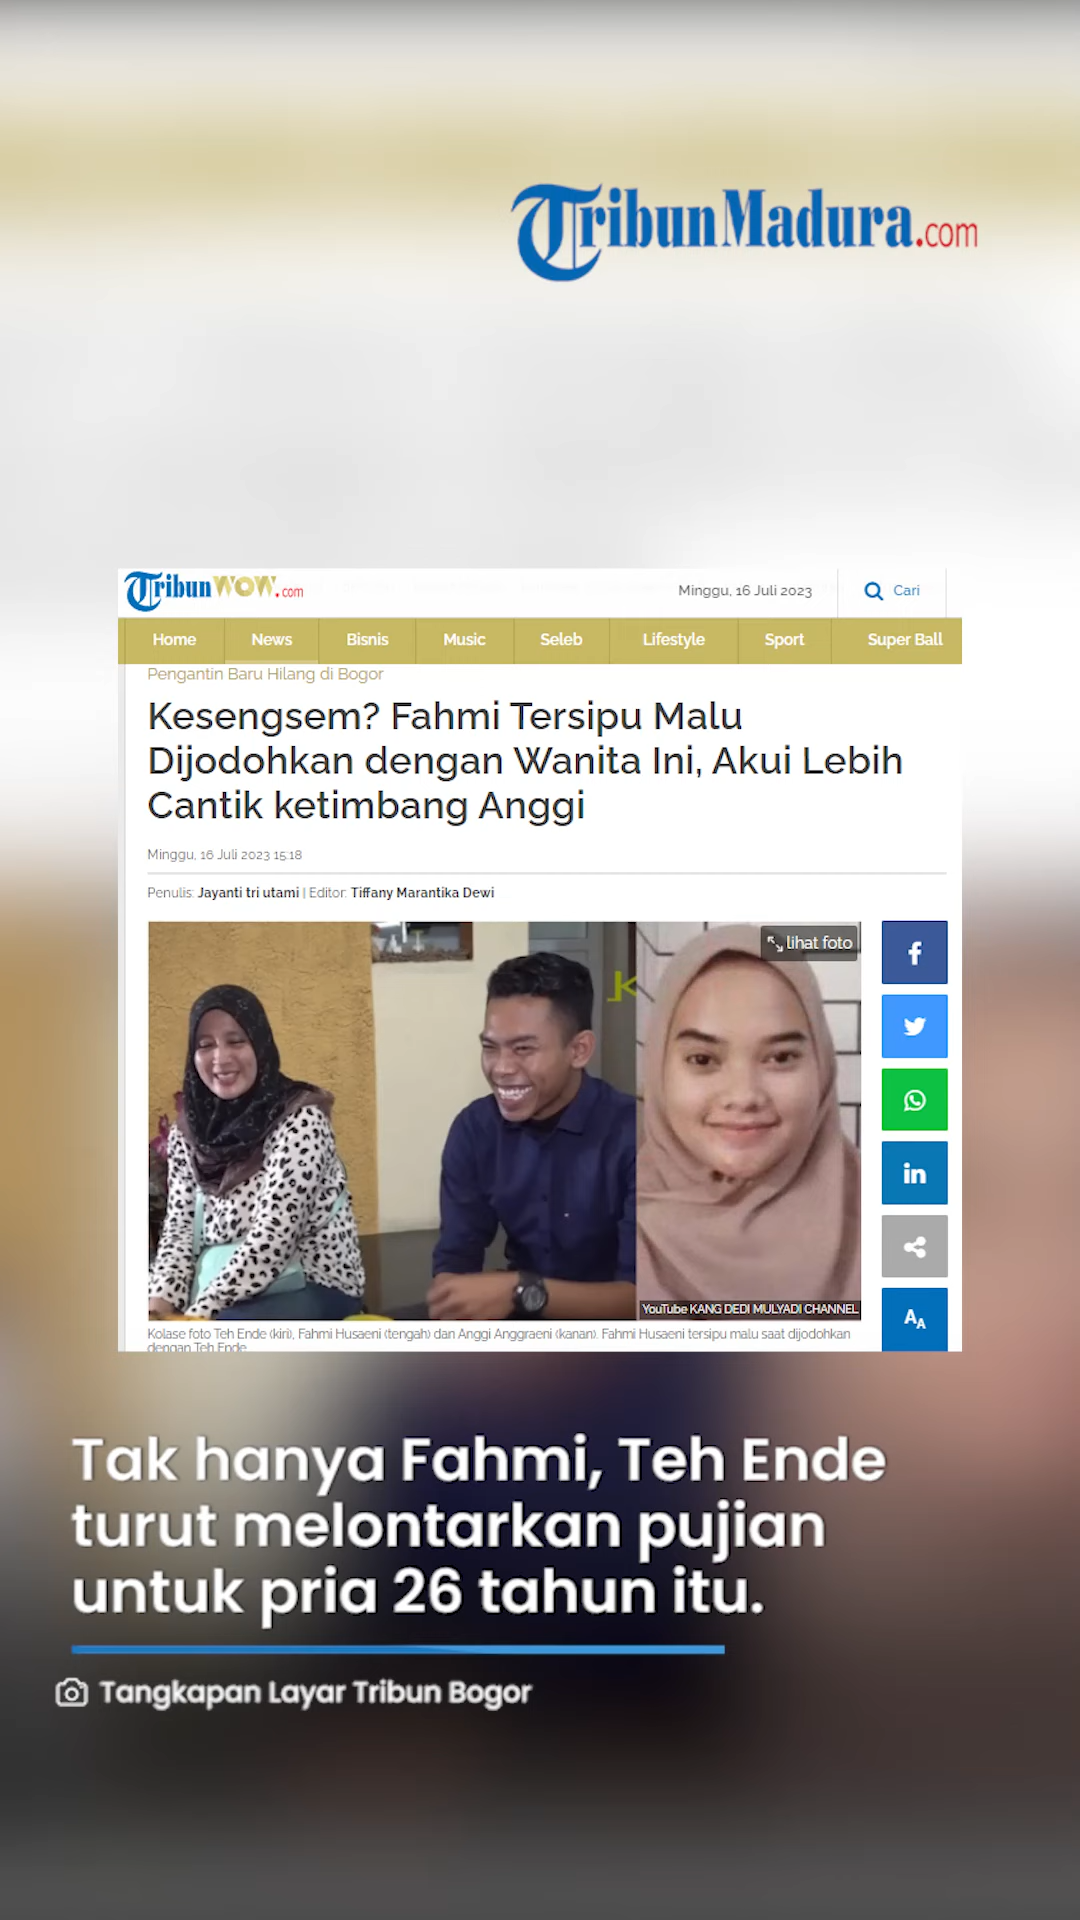 TribunMadura.com
TribunWOW.com
Minggu, 16 Juli 2023
Cari
Home News Bisnis Music Seleb Lifestyle Sport Super Ball
Pengantin Baru Hilang di Bogor
Kesengsem? Fahmi Tersipu Malu
Dijodohkan dengan Wanita Ini, Akui Lebih
Cantik ketimbang Anggi
Minggu, 16 Juli 2023 15:18
Penulis: Jayanti tri utami | Editor: Tiffany Marantika Dewi
lihat foto
YouTube KANG DEDI MULYADI CHANNEL
Kolase foto Teh Ende (kiri), Fahmi Husaeni (tengah) dan Anggi Anggraeni (kanan). Fahmi Husaeni tersipu malu saat dijodohkan
dengan Teh Ende
AA
Tak hanya Fahmi, Teh Ende
turut melontarkan pujian
untuk pria 26 tahun itu.
Tangkapan Layar Tribun Bogor